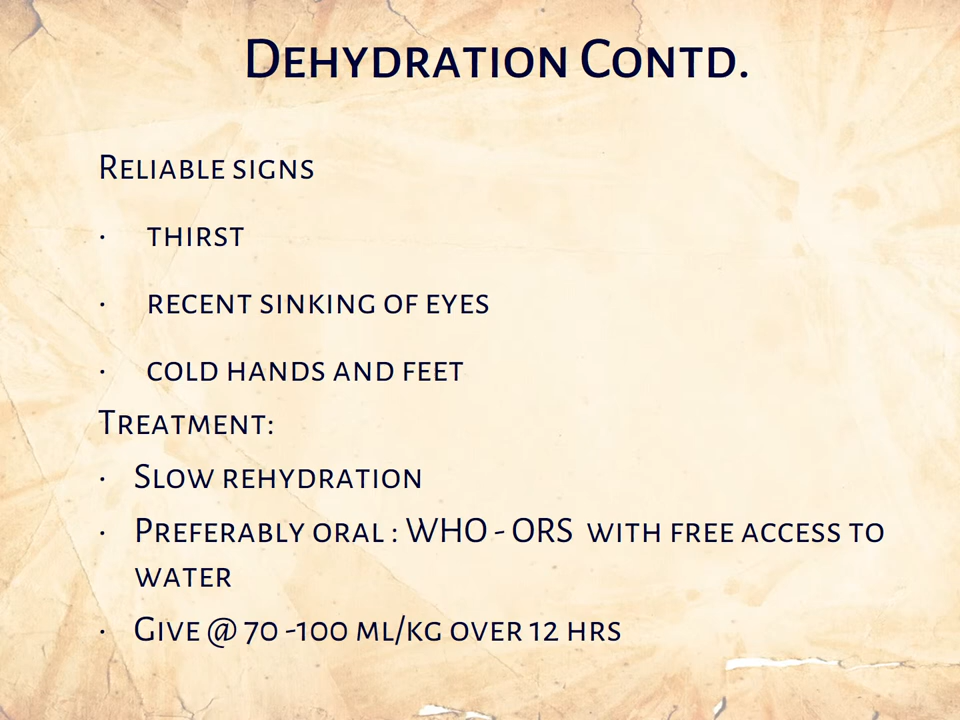 Dehydration Contd.
Reliable signs
· thirst
· recent sinking of eyes
· cold hands and feet
Treatment:
· Slow rehydration
· Preferably oral : WHO - ORS with free access to
water
· Give @ 70 -100 ml/kg over 12 hrs